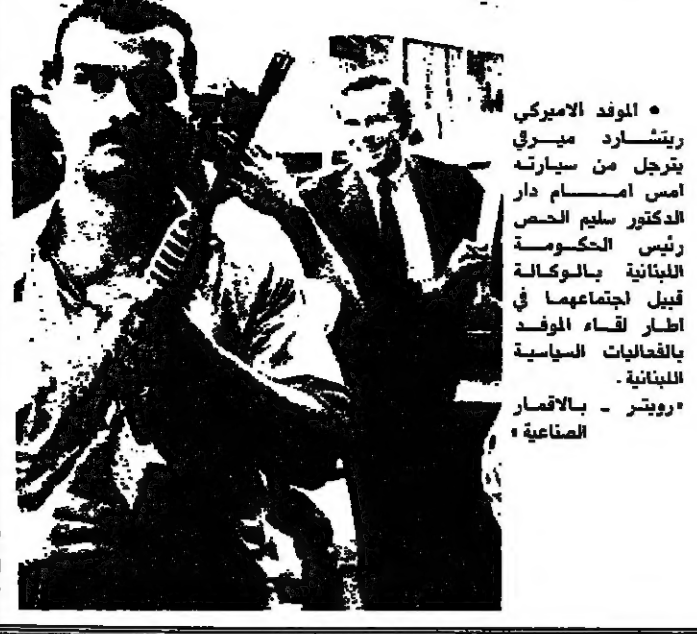 • الموفد الاميركي
ريتشارد ميرفي
يترجل من سيارته
امس امام دار
الدكتور سليم الحص
رئيس الحكومة
اللبنانية بالوكالة
قبيل اجتماعهما في
اطار لقاء الموفد
بالفعاليات السياسية
اللبنانية.
«رويتر - بالاقمار
الصناعية»